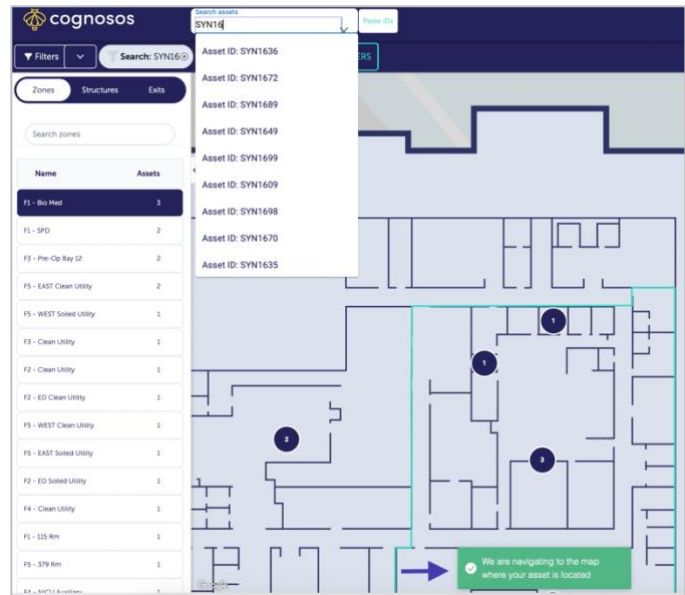 cognosos
Search assets
SYN16
Paste IDs
Filters
Search: SYN16
ERS
Asset ID: SYN1636
Asset ID: SYN1672
Asset ID: SYN1689
Asset ID: SYN1649
Asset ID: SYN1699
Asset ID: SYN1609
Asset ID: SYN1698
Asset ID: SYN1670
Asset ID: SYN1635
Zones Structures Exits
Search zones
Name Assets
F1 - Bio Med 3
F1 - SPD 2
F3 - Pre-Op Bay 12 2
F5 - EAST Clean Utility 2
F5 - WEST Soiled Utility 1
F3 - Clean Utility 1
F2 - Clean Utility 1
F2 - ED Clean Utility 1
F5 - WEST Clean Utility 1
F5 - EAST Soiled Utility 1
F2 - ED Soiled Utility 1
F4 - Clean Utility 1
F1 - 115 Rm 1
F5 - 379 Rm 1
1
1
2
3
We are navigating to the map
where your asset is located
Google